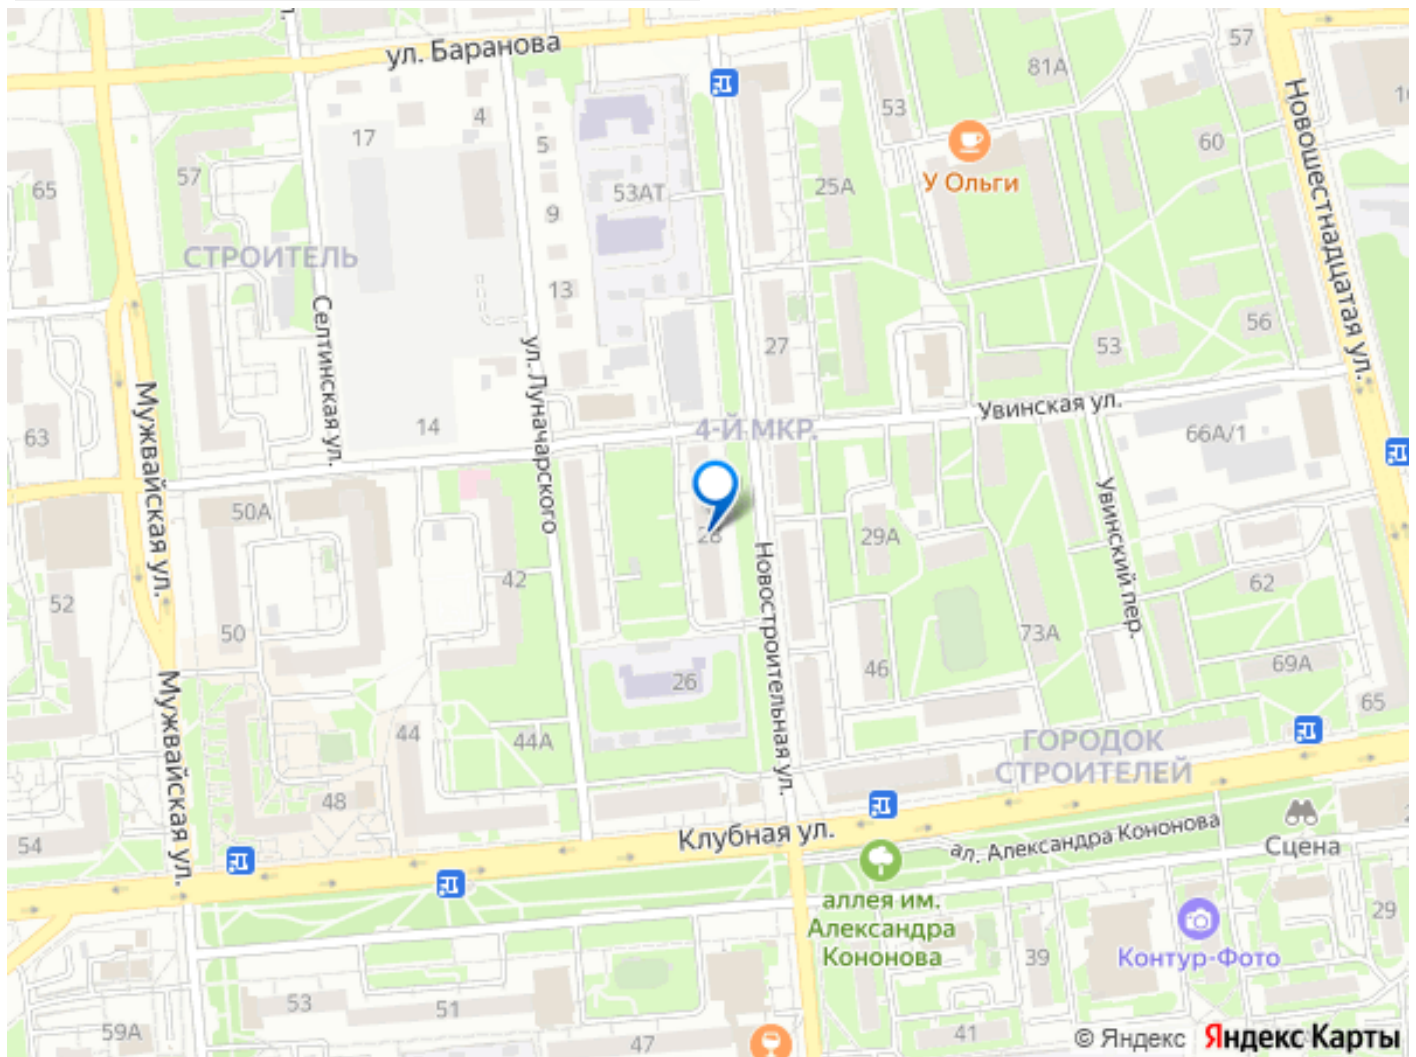 ул.
ул. Баранова
57
81А
53
4
17
5
60
57
65
53АТ
25А
У Ольги
9
СТРОИТЕЛЬ
13
Селтинская ул.
Новошестнадцатая ул.
56
27
53
ул. Луначарского
Мужвайская ул.
Увинская ул.
14
4-Й МКР.
66А/1
63
50А
28
29А
Увинский пер.
42
62
52
Новостроительная ул.
50
73А
69А
46
26
65
Мужвайская ул.
44
44А
ГОРОДОК
СТРОИТЕЛЕЙ
48
54
Клубная ул.
ал. Александра Кононова
Сцена
аллея им.
Александра
Кононова
29
39
Контур-Фото
53
51
59А
47
41
© Яндекс Яндекс Карты